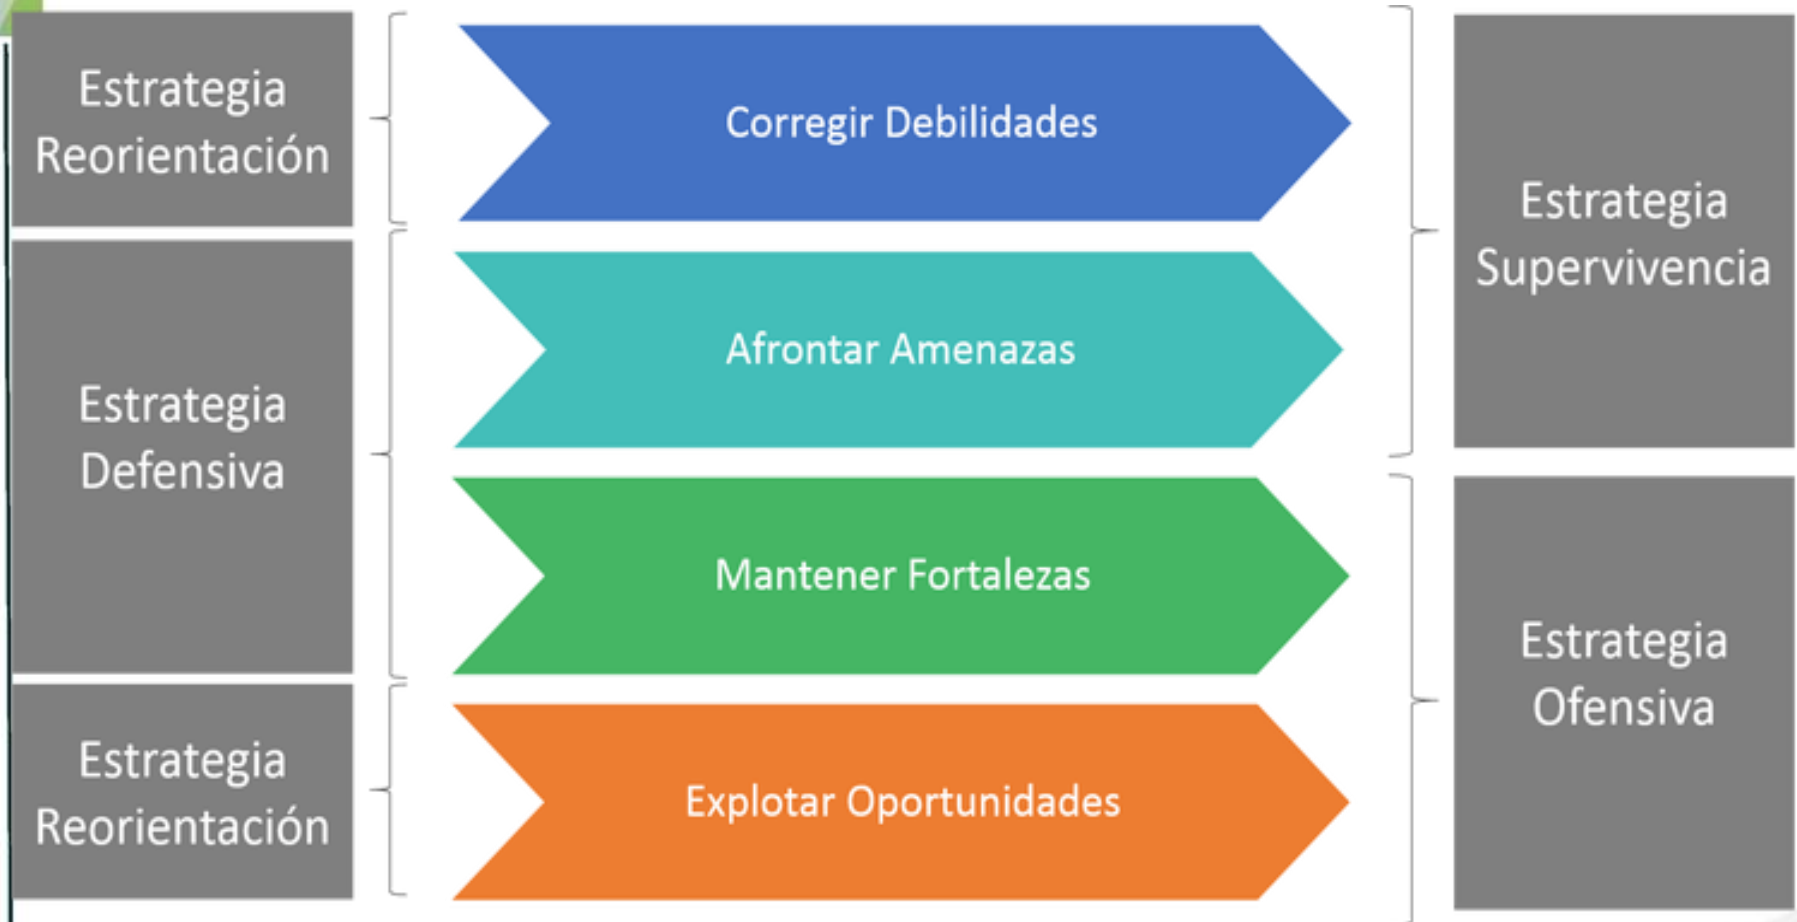 Estrategia
Reorientación
Corregir Debilidades
Estrategia
Supervivencia
Afrontar Amenazas
Estrategia
Defensiva
Mantener Fortalezas
Estrategia
Ofensiva
Estrategia
Reorientación
Explotar Oportunidades